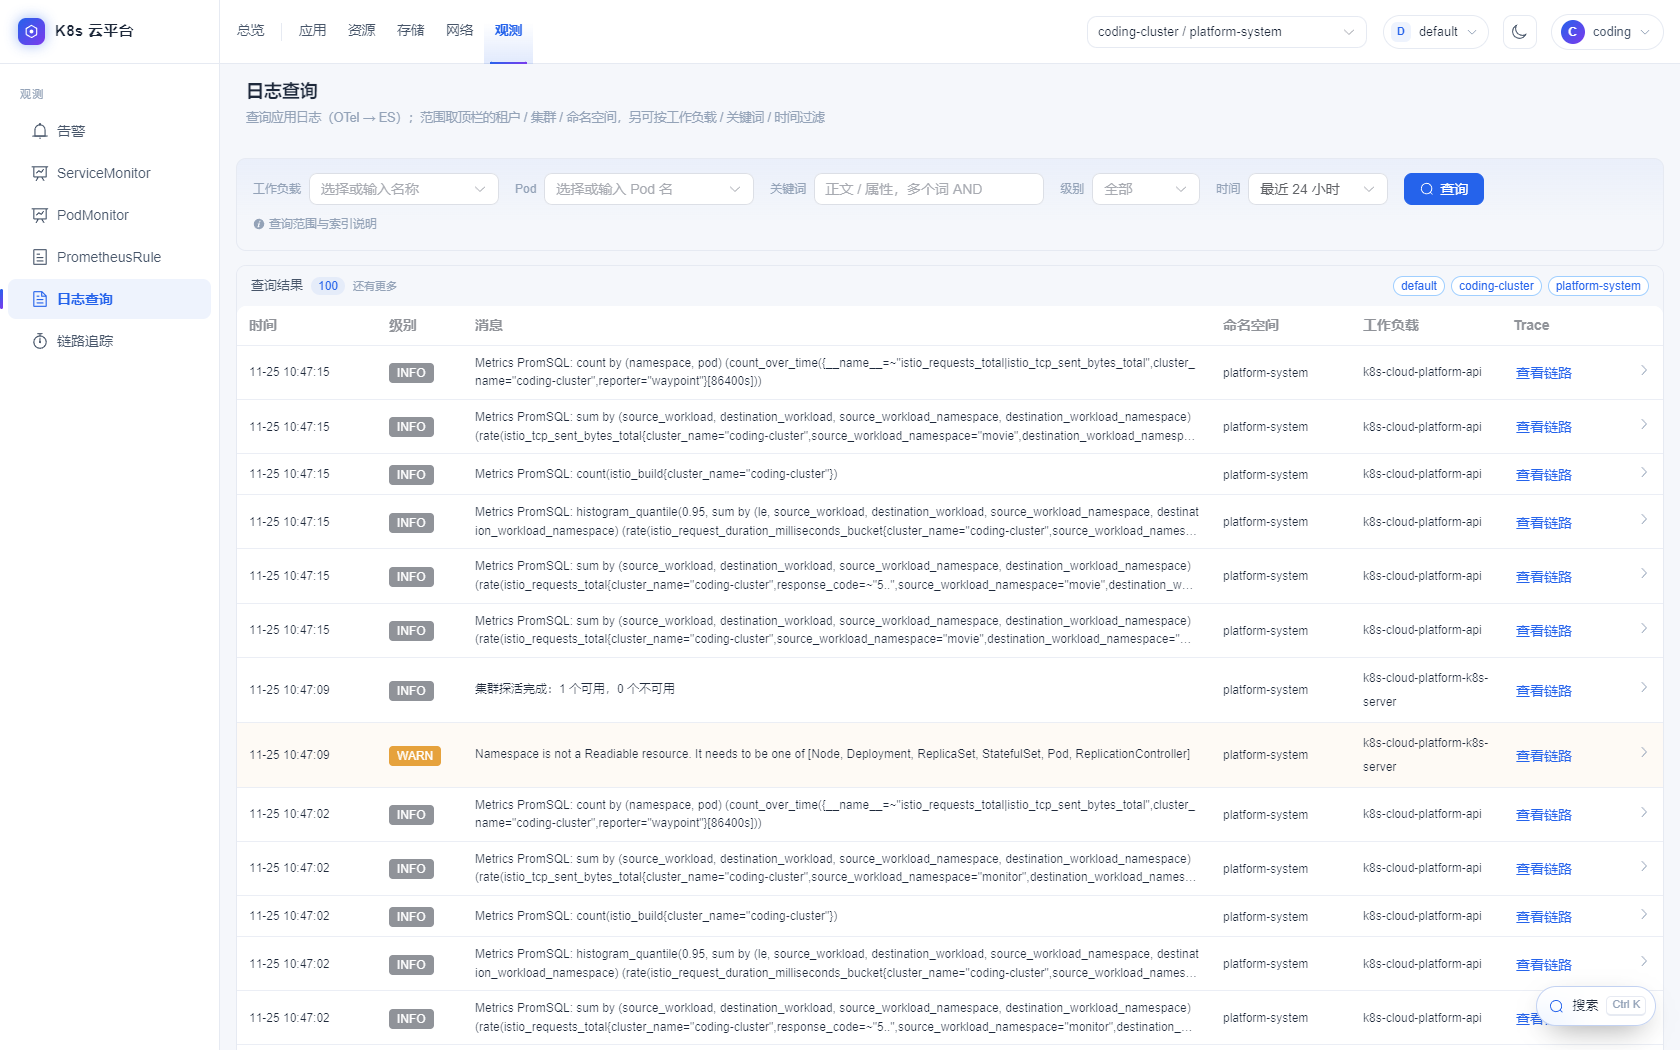 K8s 云平台
总览
应用
资源
存储
网络
观测
coding-cluster / platform-system
D default
C coding
观测
告警
ServiceMonitor
PodMonitor
PrometheusRule
日志查询
链路追踪
日志查询
查询应用日志（OTel → ES）；范围取顶栏的租户 / 集群 / 命名空间，另可按工作负载 / 关键词 / 时间过滤
工作负载 选择或输入名称 Pod 选择或输入 Pod 名 关键词 正文 / 属性，多个词 AND 级别 全部 时间 最近 24 小时 查询
查询范围与索引说明
查询结果 100 还有更多 default coding-cluster platform-system
时间 级别 消息 命名空间 工作负载 Trace
11-25 10:47:15 INFO Metrics PromSQL: count by (namespace, pod) (count_over_time({__name__=~"istio_requests_total|istio_tcp_sent_bytes_total",cluster_
name="coding-cluster",reporter="waypoint"}[86400s])) platform-system k8s-cloud-platform-api 查看链路
11-25 10:47:15 INFO Metrics PromSQL: sum by (source_workload, destination_workload, source_workload_namespace, destination_workload_namespace)
(rate(istio_tcp_sent_bytes_total{cluster_name="coding-cluster",source_workload_namespace="movie",destination_workload_namesp... platform-system k8s-cloud-platform-api 查看链路
11-25 10:47:15 INFO Metrics PromSQL: count(istio_build{cluster_name="coding-cluster"}) platform-system k8s-cloud-platform-api 查看链路
11-25 10:47:15 INFO Metrics PromSQL: histogram_quantile(0.95, sum by (le, source_workload, destination_workload, source_workload_namespace, destinat
ion_workload_namespace) (rate(istio_request_duration_milliseconds_bucket{cluster_name="coding-cluster",source_workload_names... platform-system k8s-cloud-platform-api 查看链路
11-25 10:47:15 INFO Metrics PromSQL: sum by (source_workload, destination_workload, source_workload_namespace, destination_workload_namespace)
(rate(istio_requests_total{cluster_name="coding-cluster",response_code=~"5..",source_workload_namespace="movie",destination_w... platform-system k8s-cloud-platform-api 查看链路
11-25 10:47:15 INFO Metrics PromSQL: sum by (source_workload, destination_workload, source_workload_namespace, destination_workload_namespace)
(rate(istio_requests_total{cluster_name="coding-cluster",source_workload_namespace="movie",destination_workload_namespace="... platform-system k8s-cloud-platform-api 查看链路
11-25 10:47:09 INFO 集群探活完成：1 个可用，0 个不可用 platform-system k8s-cloud-platform-k8s-
server 查看链路
11-25 10:47:09 WARN Namespace is not a Readiable resource. It needs to be one of [Node, Deployment, ReplicaSet, StatefulSet, Pod, ReplicationController] platform-system k8s-cloud-platform-k8s-
server 查看链路
11-25 10:47:02 INFO Metrics PromSQL: count by (namespace, pod) (count_over_time({__name__=~"istio_requests_total|istio_tcp_sent_bytes_total",cluster_
name="coding-cluster",reporter="waypoint"}[86400s])) platform-system k8s-cloud-platform-api 查看链路
11-25 10:47:02 INFO Metrics PromSQL: sum by (source_workload, destination_workload, source_workload_namespace, destination_workload_namespace)
(rate(istio_tcp_sent_bytes_total{cluster_name="coding-cluster",source_workload_namespace="monitor",destination_workload_names... platform-system k8s-cloud-platform-api 查看链路
11-25 10:47:02 INFO Metrics PromSQL: count(istio_build{cluster_name="coding-cluster"}) platform-system k8s-cloud-platform-api 查看链路
11-25 10:47:02 INFO Metrics PromSQL: histogram_quantile(0.95, sum by (le, source_workload, destination_workload, source_workload_namespace, destinat
ion_workload_namespace) (rate(istio_request_duration_milliseconds_bucket{cluster_name="coding-cluster",source_workload_names... platform-system k8s-cloud-platform-api 查看链路
11-25 10:47:02 INFO Metrics PromSQL: sum by (source_workload, destination_workload, source_workload_namespace, destination_workload_namespace)
(rate(istio_requests_total{cluster_name="coding-cluster",response_code=~"5..",source_workload_namespace="monitor",destination_... platform-system k8s-cloud-platform-api 查看
搜索 Ctrl K